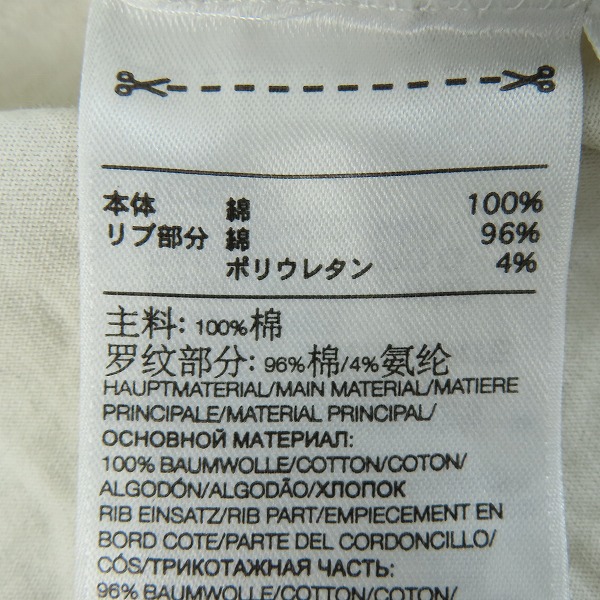 本体 綿 100%
リブ部分 綿 96%
ポリウレタン 4%
主料: 100%棉
罗纹部分: 96%棉/4%氨纶
HAUPTMATERIAL/MAIN MATERIAL/MATIERE
PRINCIPALE/MATERIAL PRINCIPAL/
ОСНОВНОЙ МАТЕРИАЛ:
100% BAUMWOLLE/COTTON/COTON/
ALGODÓN/ALGODÃO/ХЛОПОК
RIB EINSATZ/RIB PART/EMPIECEMENT EN
BORD COTE/PARTE DEL CORDONCILLO/
CÓS/ТРИКОТАЖНАЯ ЧАСТЬ:
96% BAUMWOLLE/COTTON/COTON/